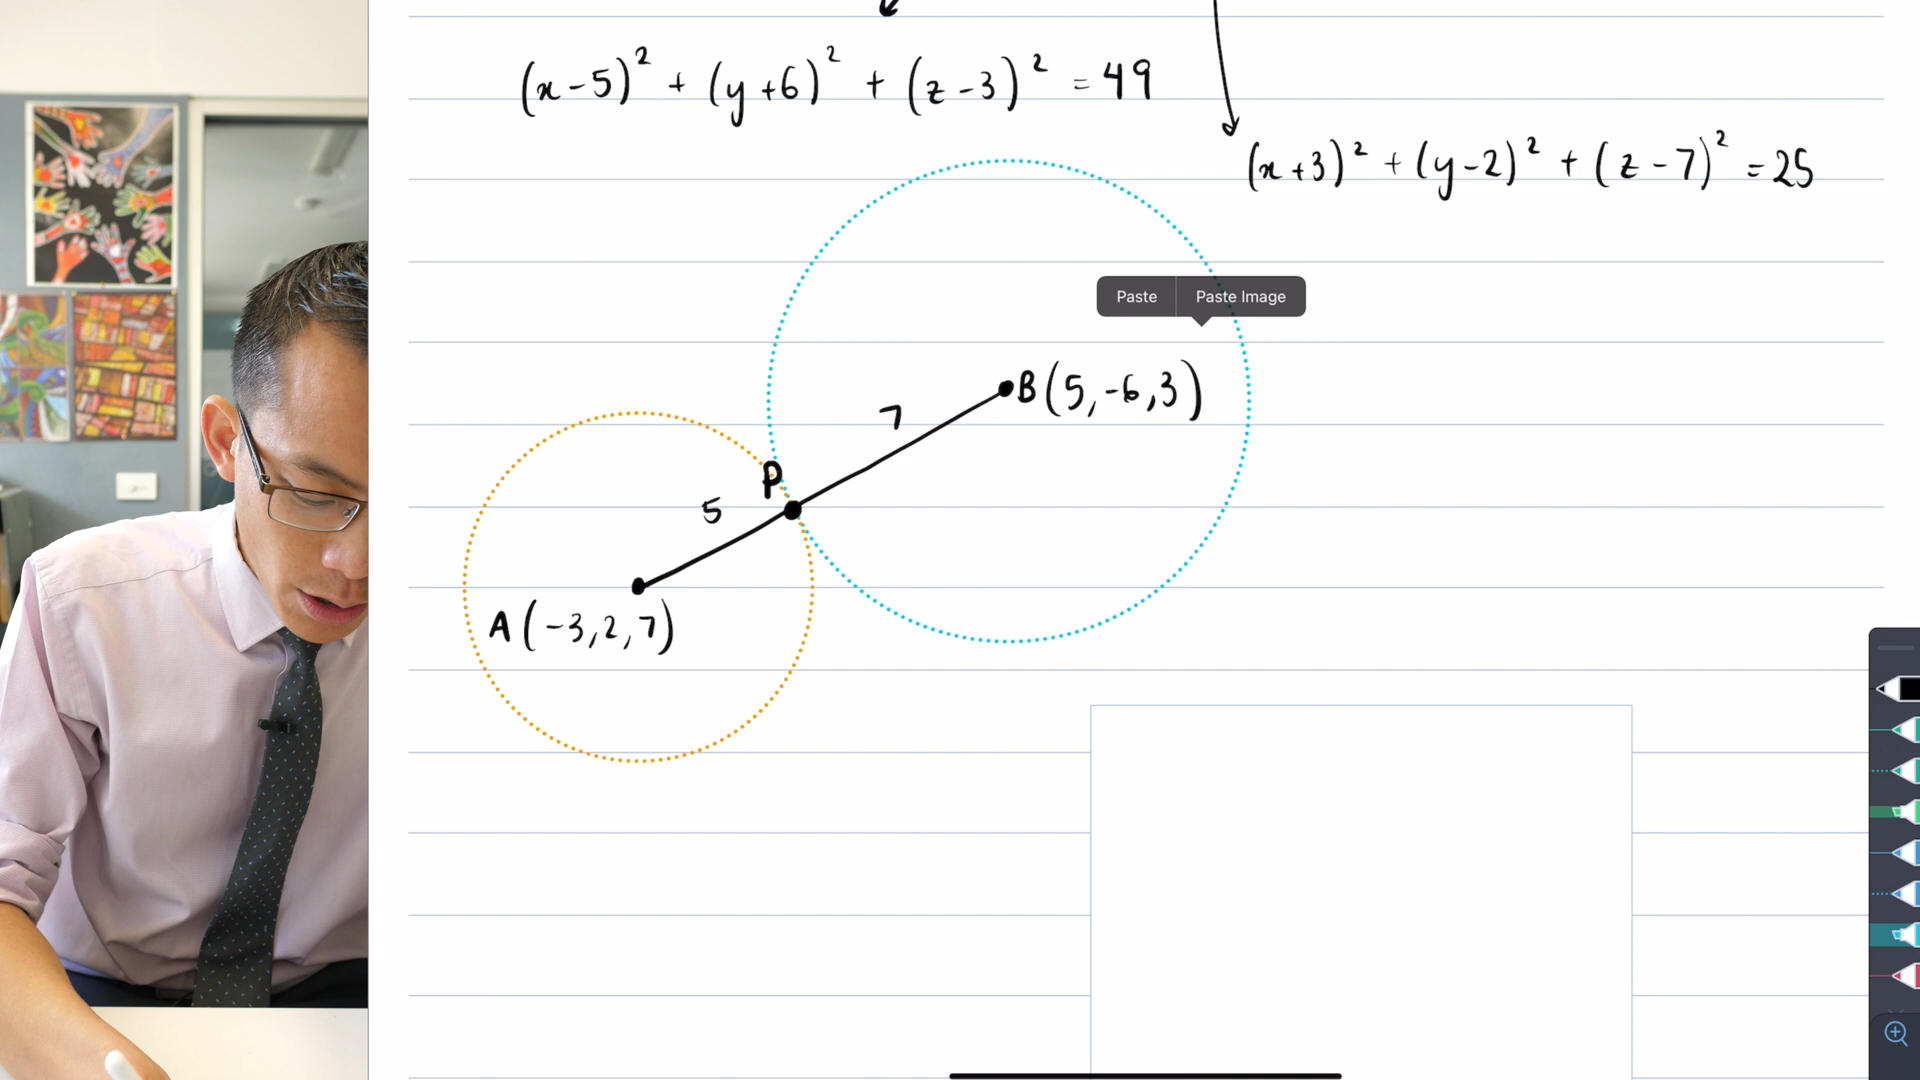 (x-5)² + (y+6)² + (z-3)² = 49
(x+3)² + (y-2)² + (z-7)² = 25
Paste Paste Image
B(5,-6,3)
7
P
5
A(-3,2,7)